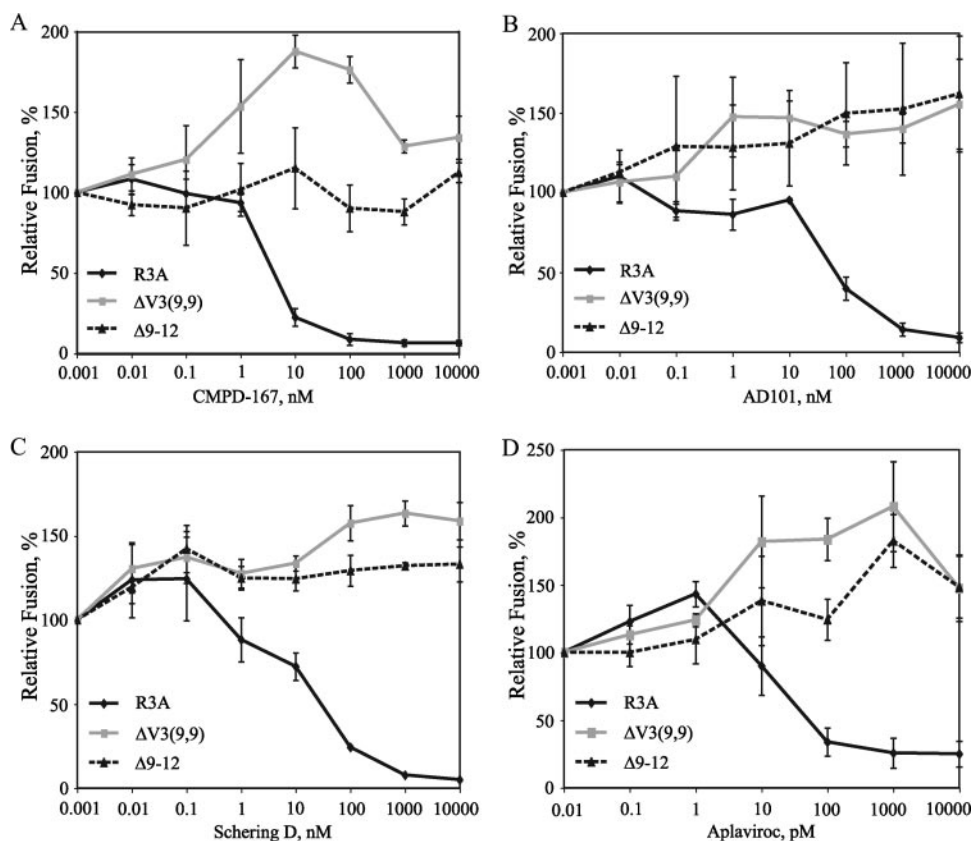 A
200
150
100
50
0
Relative Fusion, %
R3A
ΔV3(9,9)
Δ9-12
0.001 0.01 0.1 1 10 100 1000 10000
CMPD-167, nM
B
200
150
100
50
0
Relative Fusion, %
R3A
ΔV3(9,9)
Δ9-12
0.001 0.01 0.1 1 10 100 1000 10000
AD101, nM
C
200
150
100
50
0
Relative Fusion, %
R3A
ΔV3(9,9)
Δ9-12
0.001 0.01 0.1 1 10 100 1000 10000
Schering D, nM
D
250
200
150
100
50
0
Relative Fusion, %
R3A
ΔV3(9,9)
Δ9-12
0.01 0.1 1 10 100 1000 10000
Aplaviroc, pM